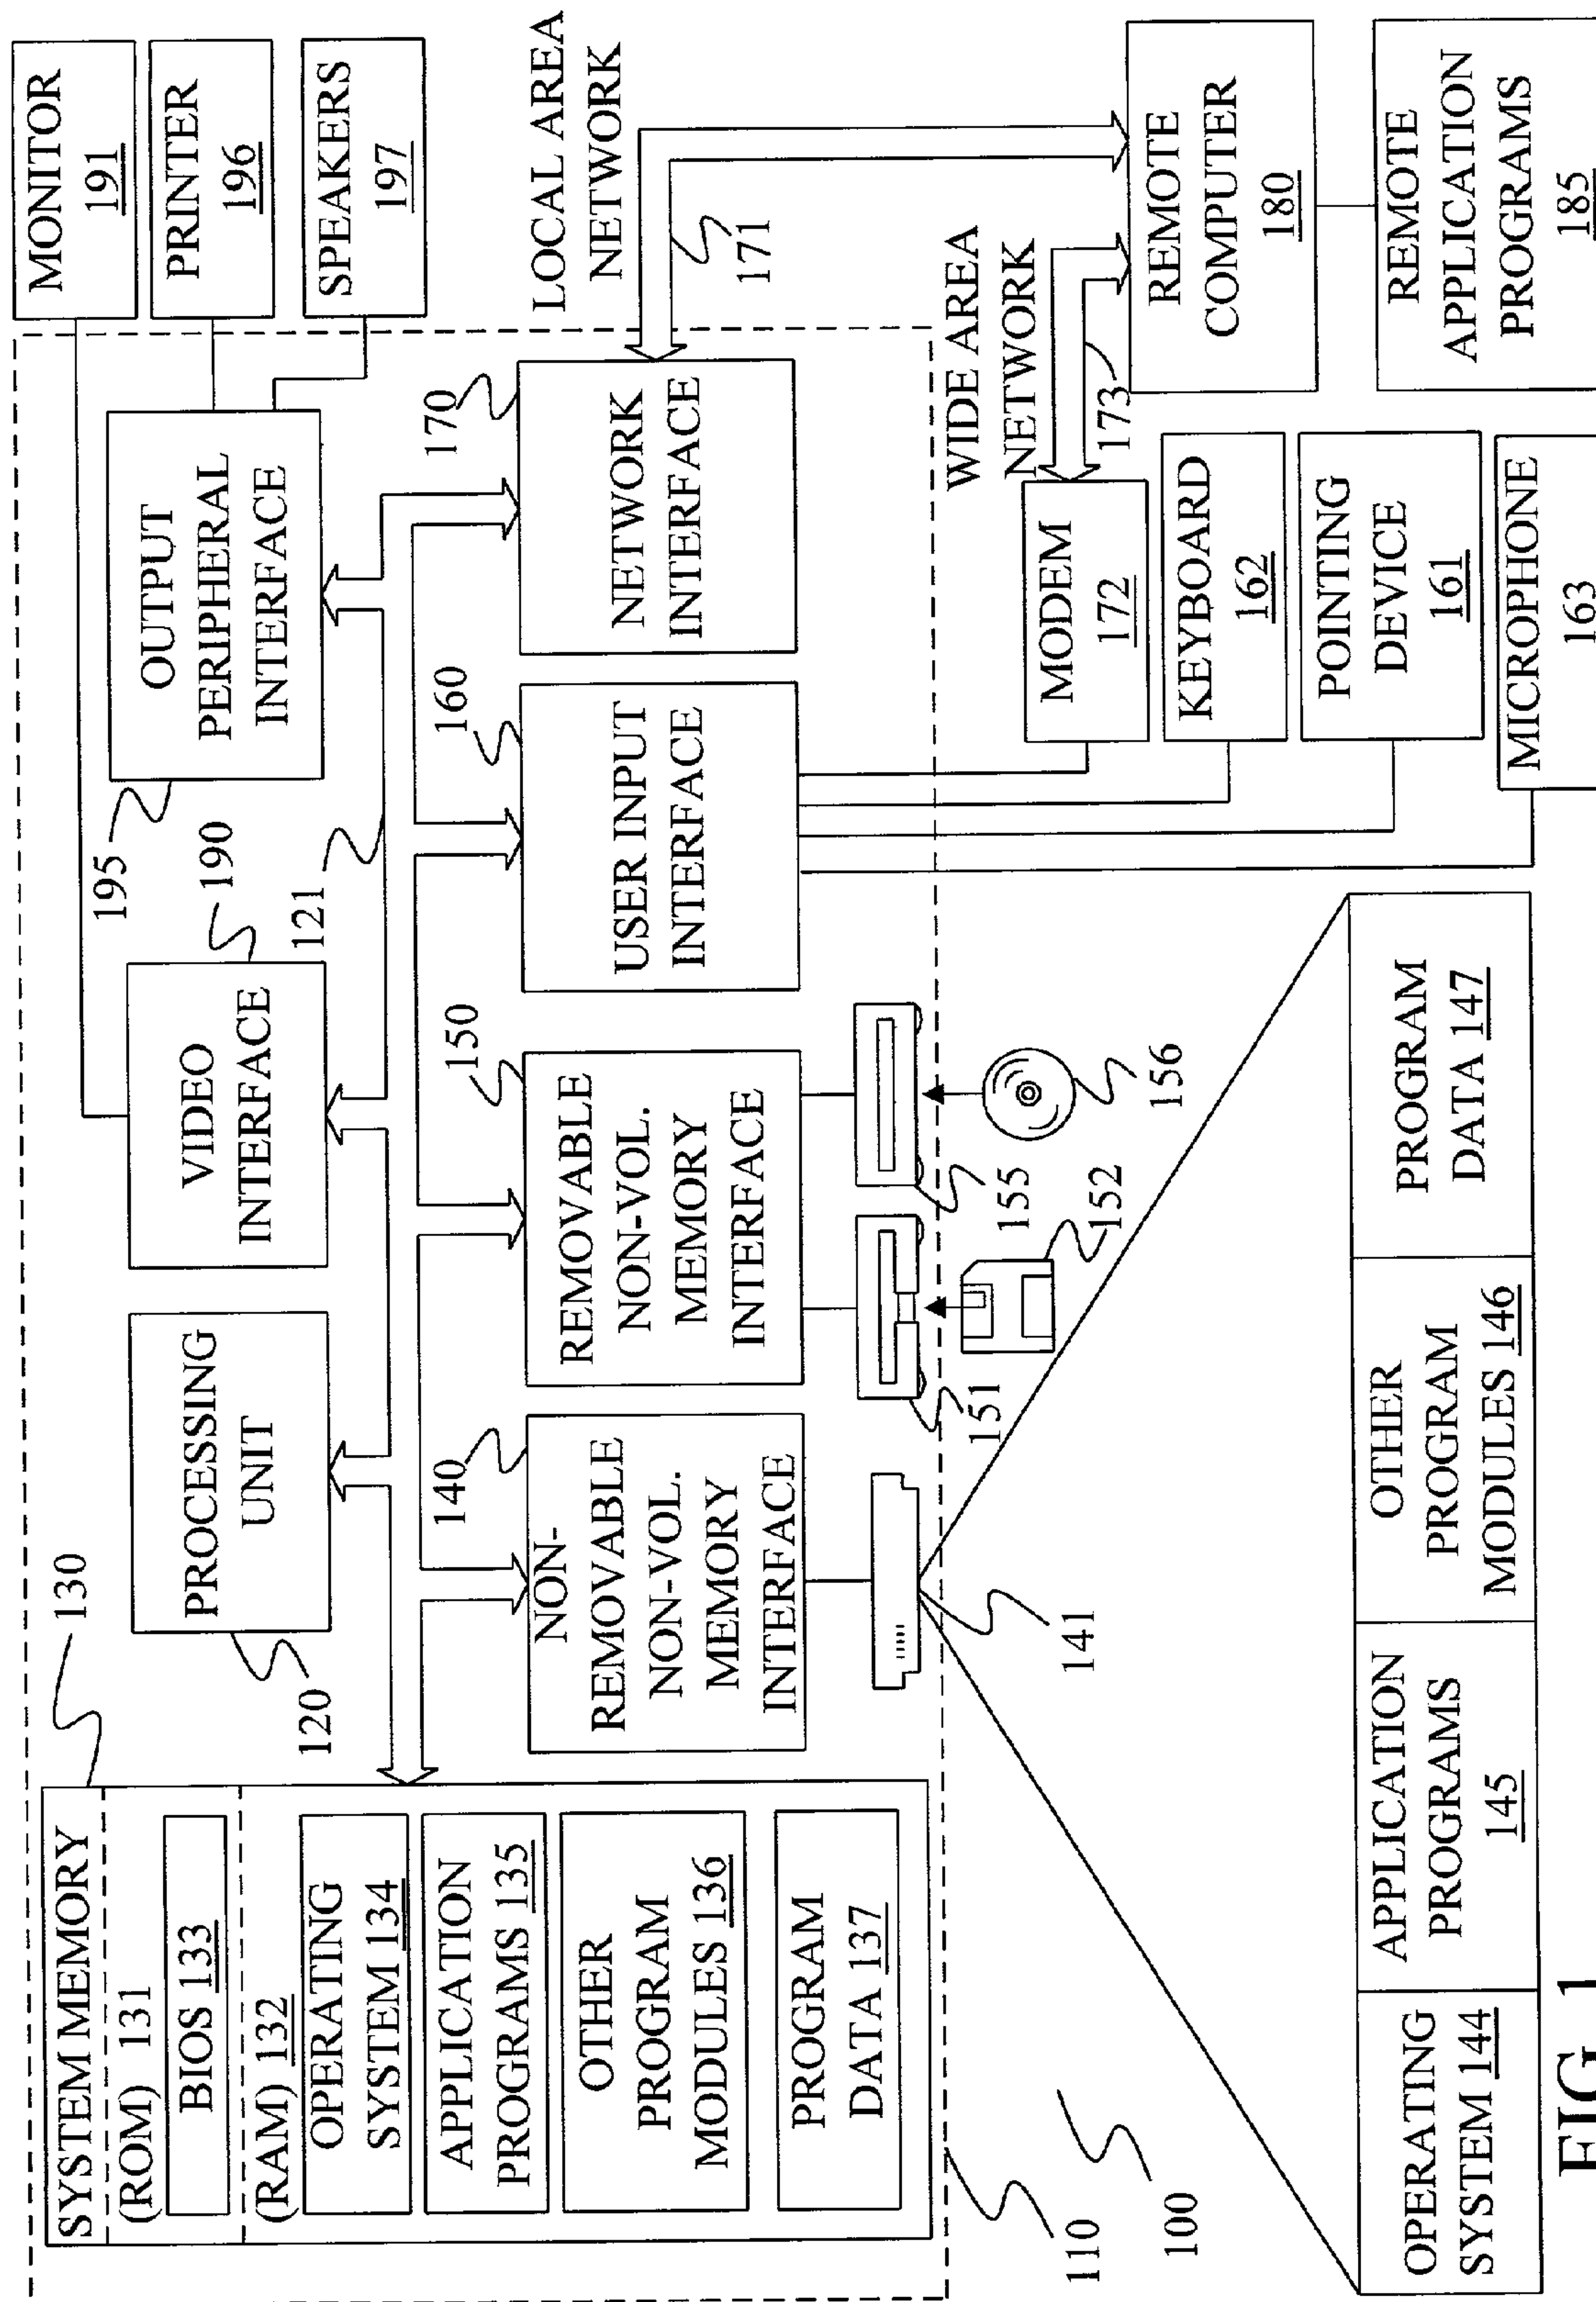 SYSTEM MEMORY
(ROM) 131
BIOS 133
(RAM) 132
OPERATING
SYSTEM 134
APPLICATION
PROGRAMS 135
OTHER
PROGRAM
MODULES 136
PROGRAM
DATA 137
130
PROCESSING
UNIT
120
VIDEO
INTERFACE
190
121
OUTPUT
PERIPHERAL
INTERFACE
195
MONITOR
191
PRINTER
196
SPEAKERS
197
NON-
REMOVABLE
NON-VOL.
MEMORY
INTERFACE
140
REMOVABLE
NON-VOL.
MEMORY
INTERFACE
150
USER INPUT
INTERFACE
160
NETWORK
INTERFACE
170
LOCAL AREA
NETWORK
171
141
151
152
155
156
WIDE AREA
NETWORK
173
MODEM
172
KEYBOARD
162
POINTING
DEVICE
161
MICROPHONE
163
REMOTE
COMPUTER
180
REMOTE
APPLICATION
PROGRAMS
185
110
100
OPERATING
SYSTEM 144
APPLICATION
PROGRAMS
145
OTHER
PROGRAM
MODULES 146
PROGRAM
DATA 147
FIG. 1